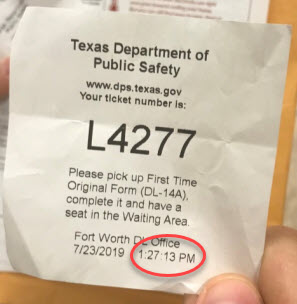 Texas Department of
Public Safety
www.dps.texas.gov
Your ticket number is:
L4277
Please pick up First Time
Original Form (DL-14A),
complete it and have a
seat in the Waiting Area.
Fort Worth DL Office
7/23/2019 1:27:13 PM